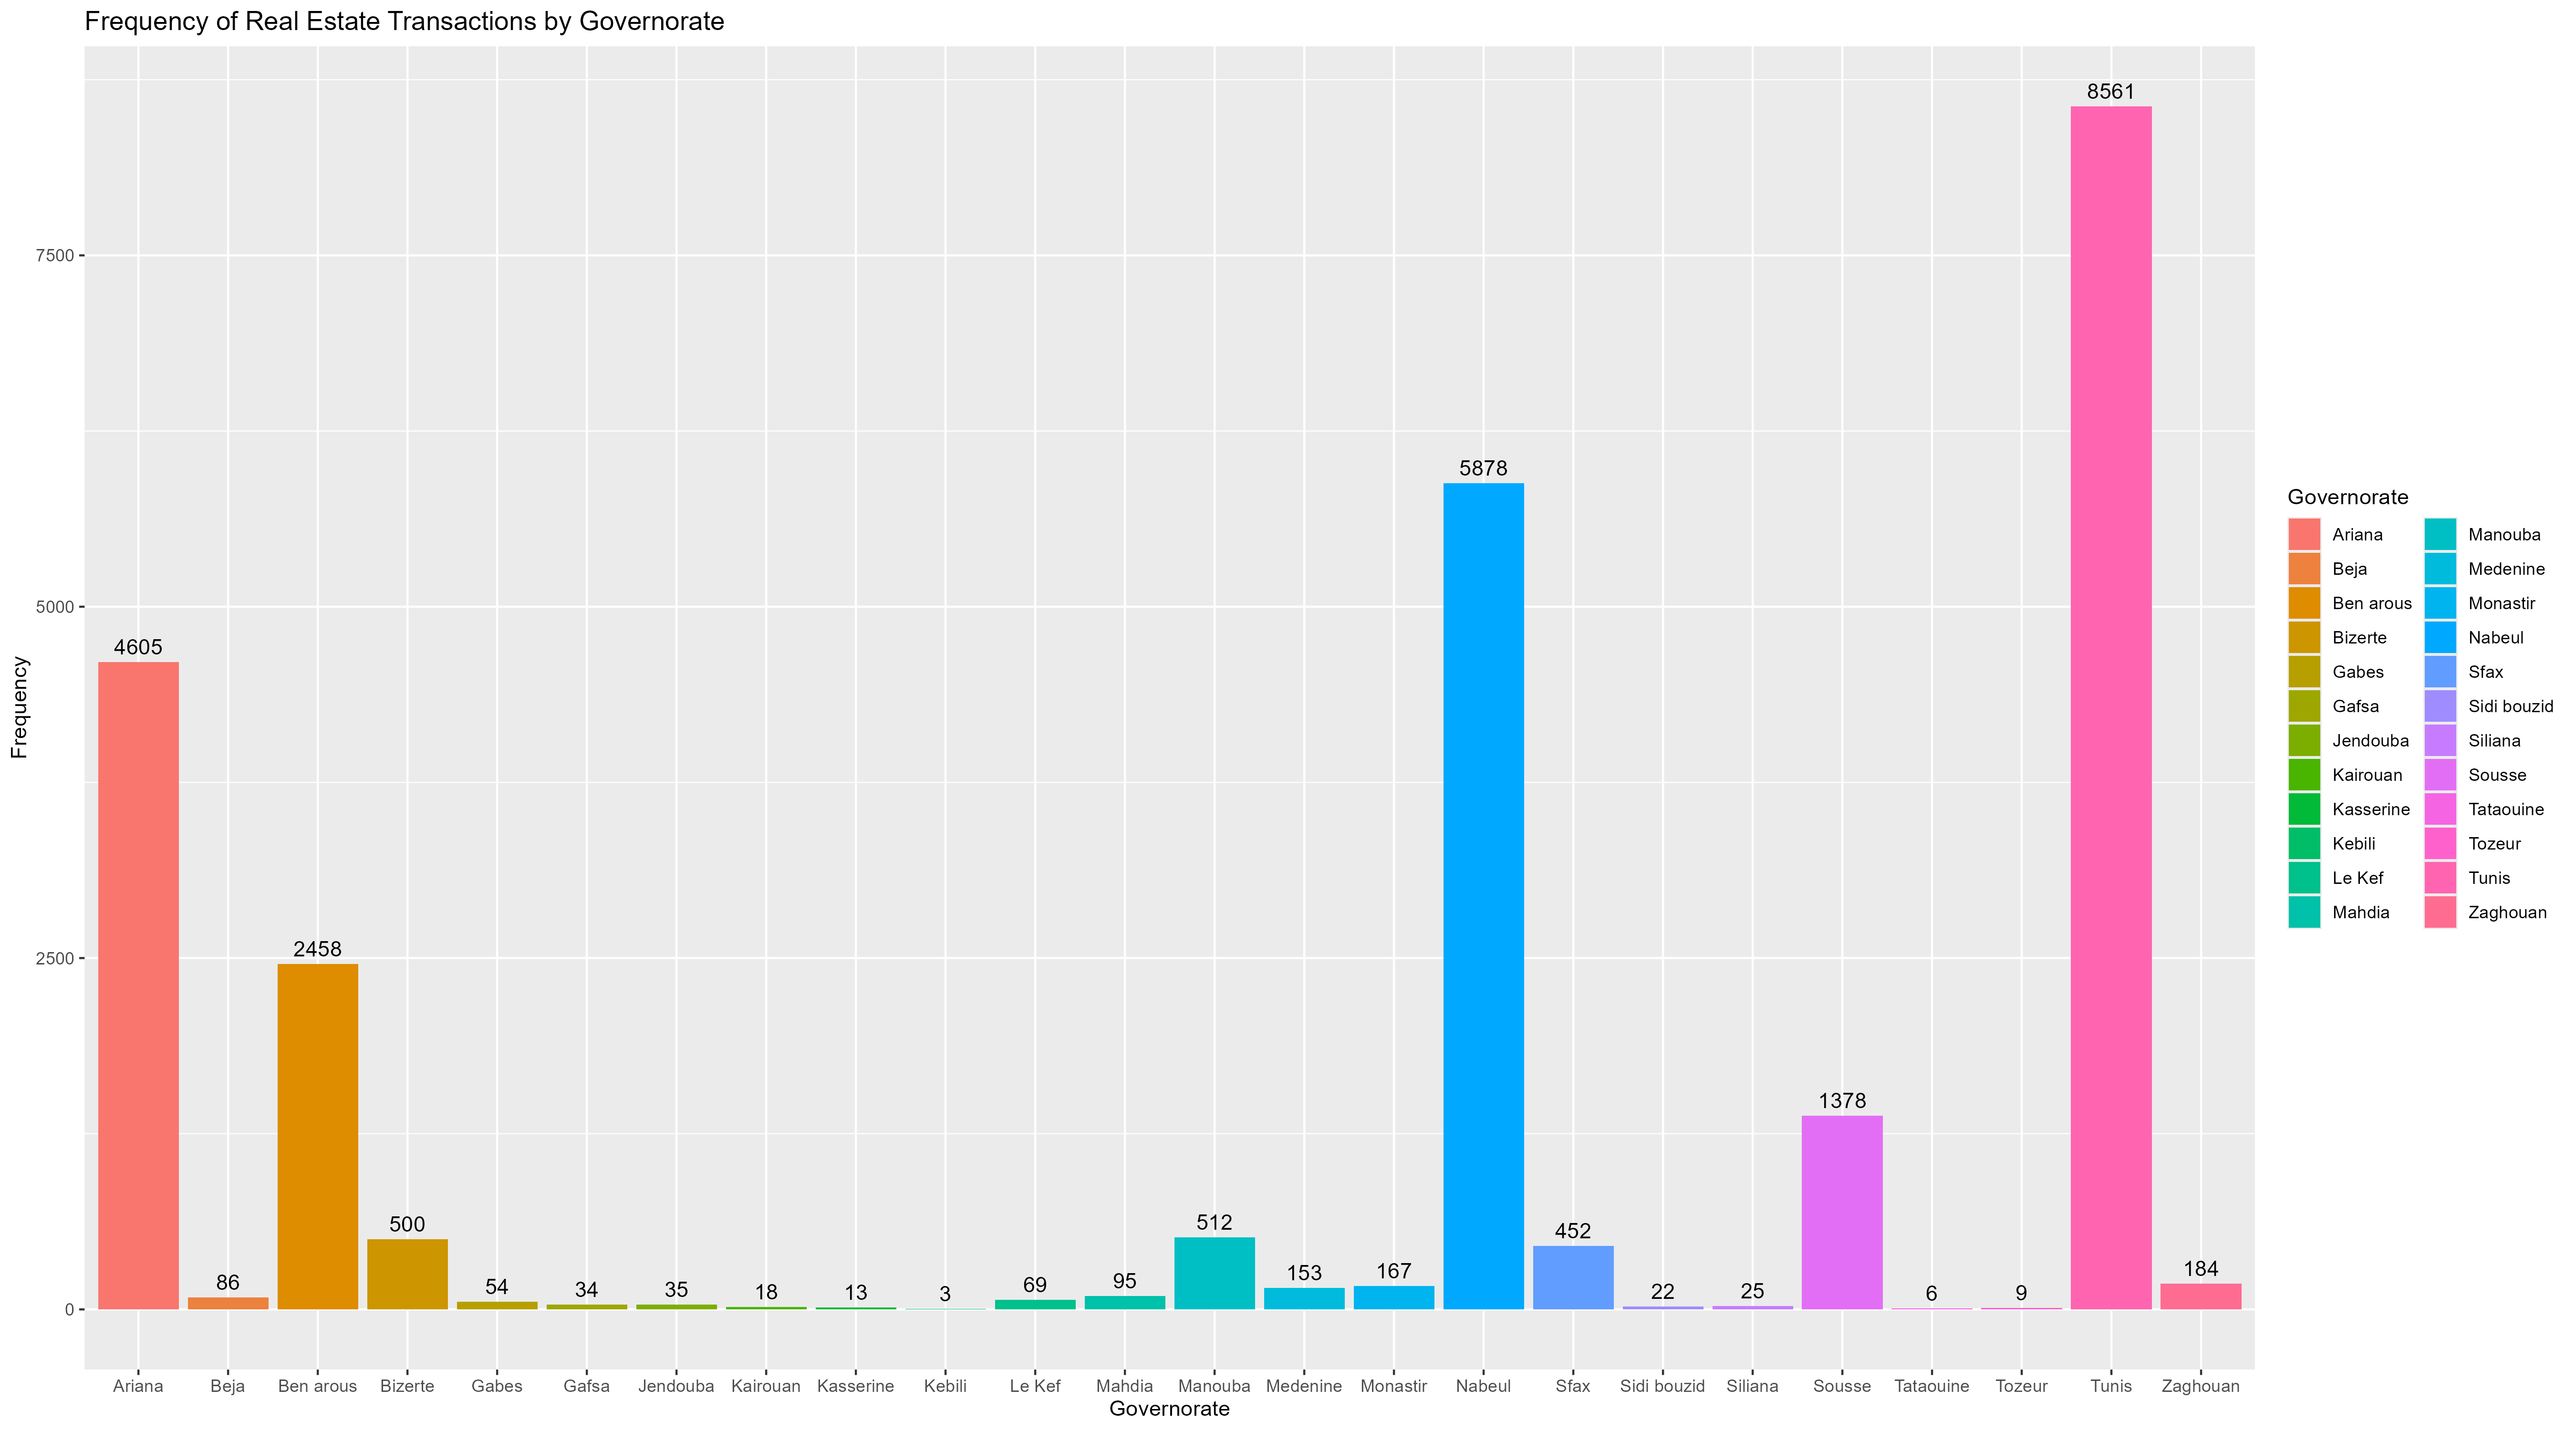 Frequency of Real Estate Transactions by Governorate
Frequency
7500
5000
2500
0
4605
86
2458
500
54
34
35
18
13
3
69
95
512
153
167
5878
452
22
25
1378
6
9
8561
184
Ariana
Beja
Ben arous
Bizerte
Gabes
Gafsa
Jendouba
Kairouan
Kasserine
Kebili
Le Kef
Mahdia
Manouba
Medenine
Monastir
Nabeul
Sfax
Sidi bouzid
Siliana
Sousse
Tataouine
Tozeur
Tunis
Zaghouan
Governorate
Governorate
Ariana
Beja
Ben arous
Bizerte
Gabes
Gafsa
Jendouba
Kairouan
Kasserine
Kebili
Le Kef
Mahdia
Manouba
Medenine
Monastir
Nabeul
Sfax
Sidi bouzid
Siliana
Sousse
Tataouine
Tozeur
Tunis
Zaghouan